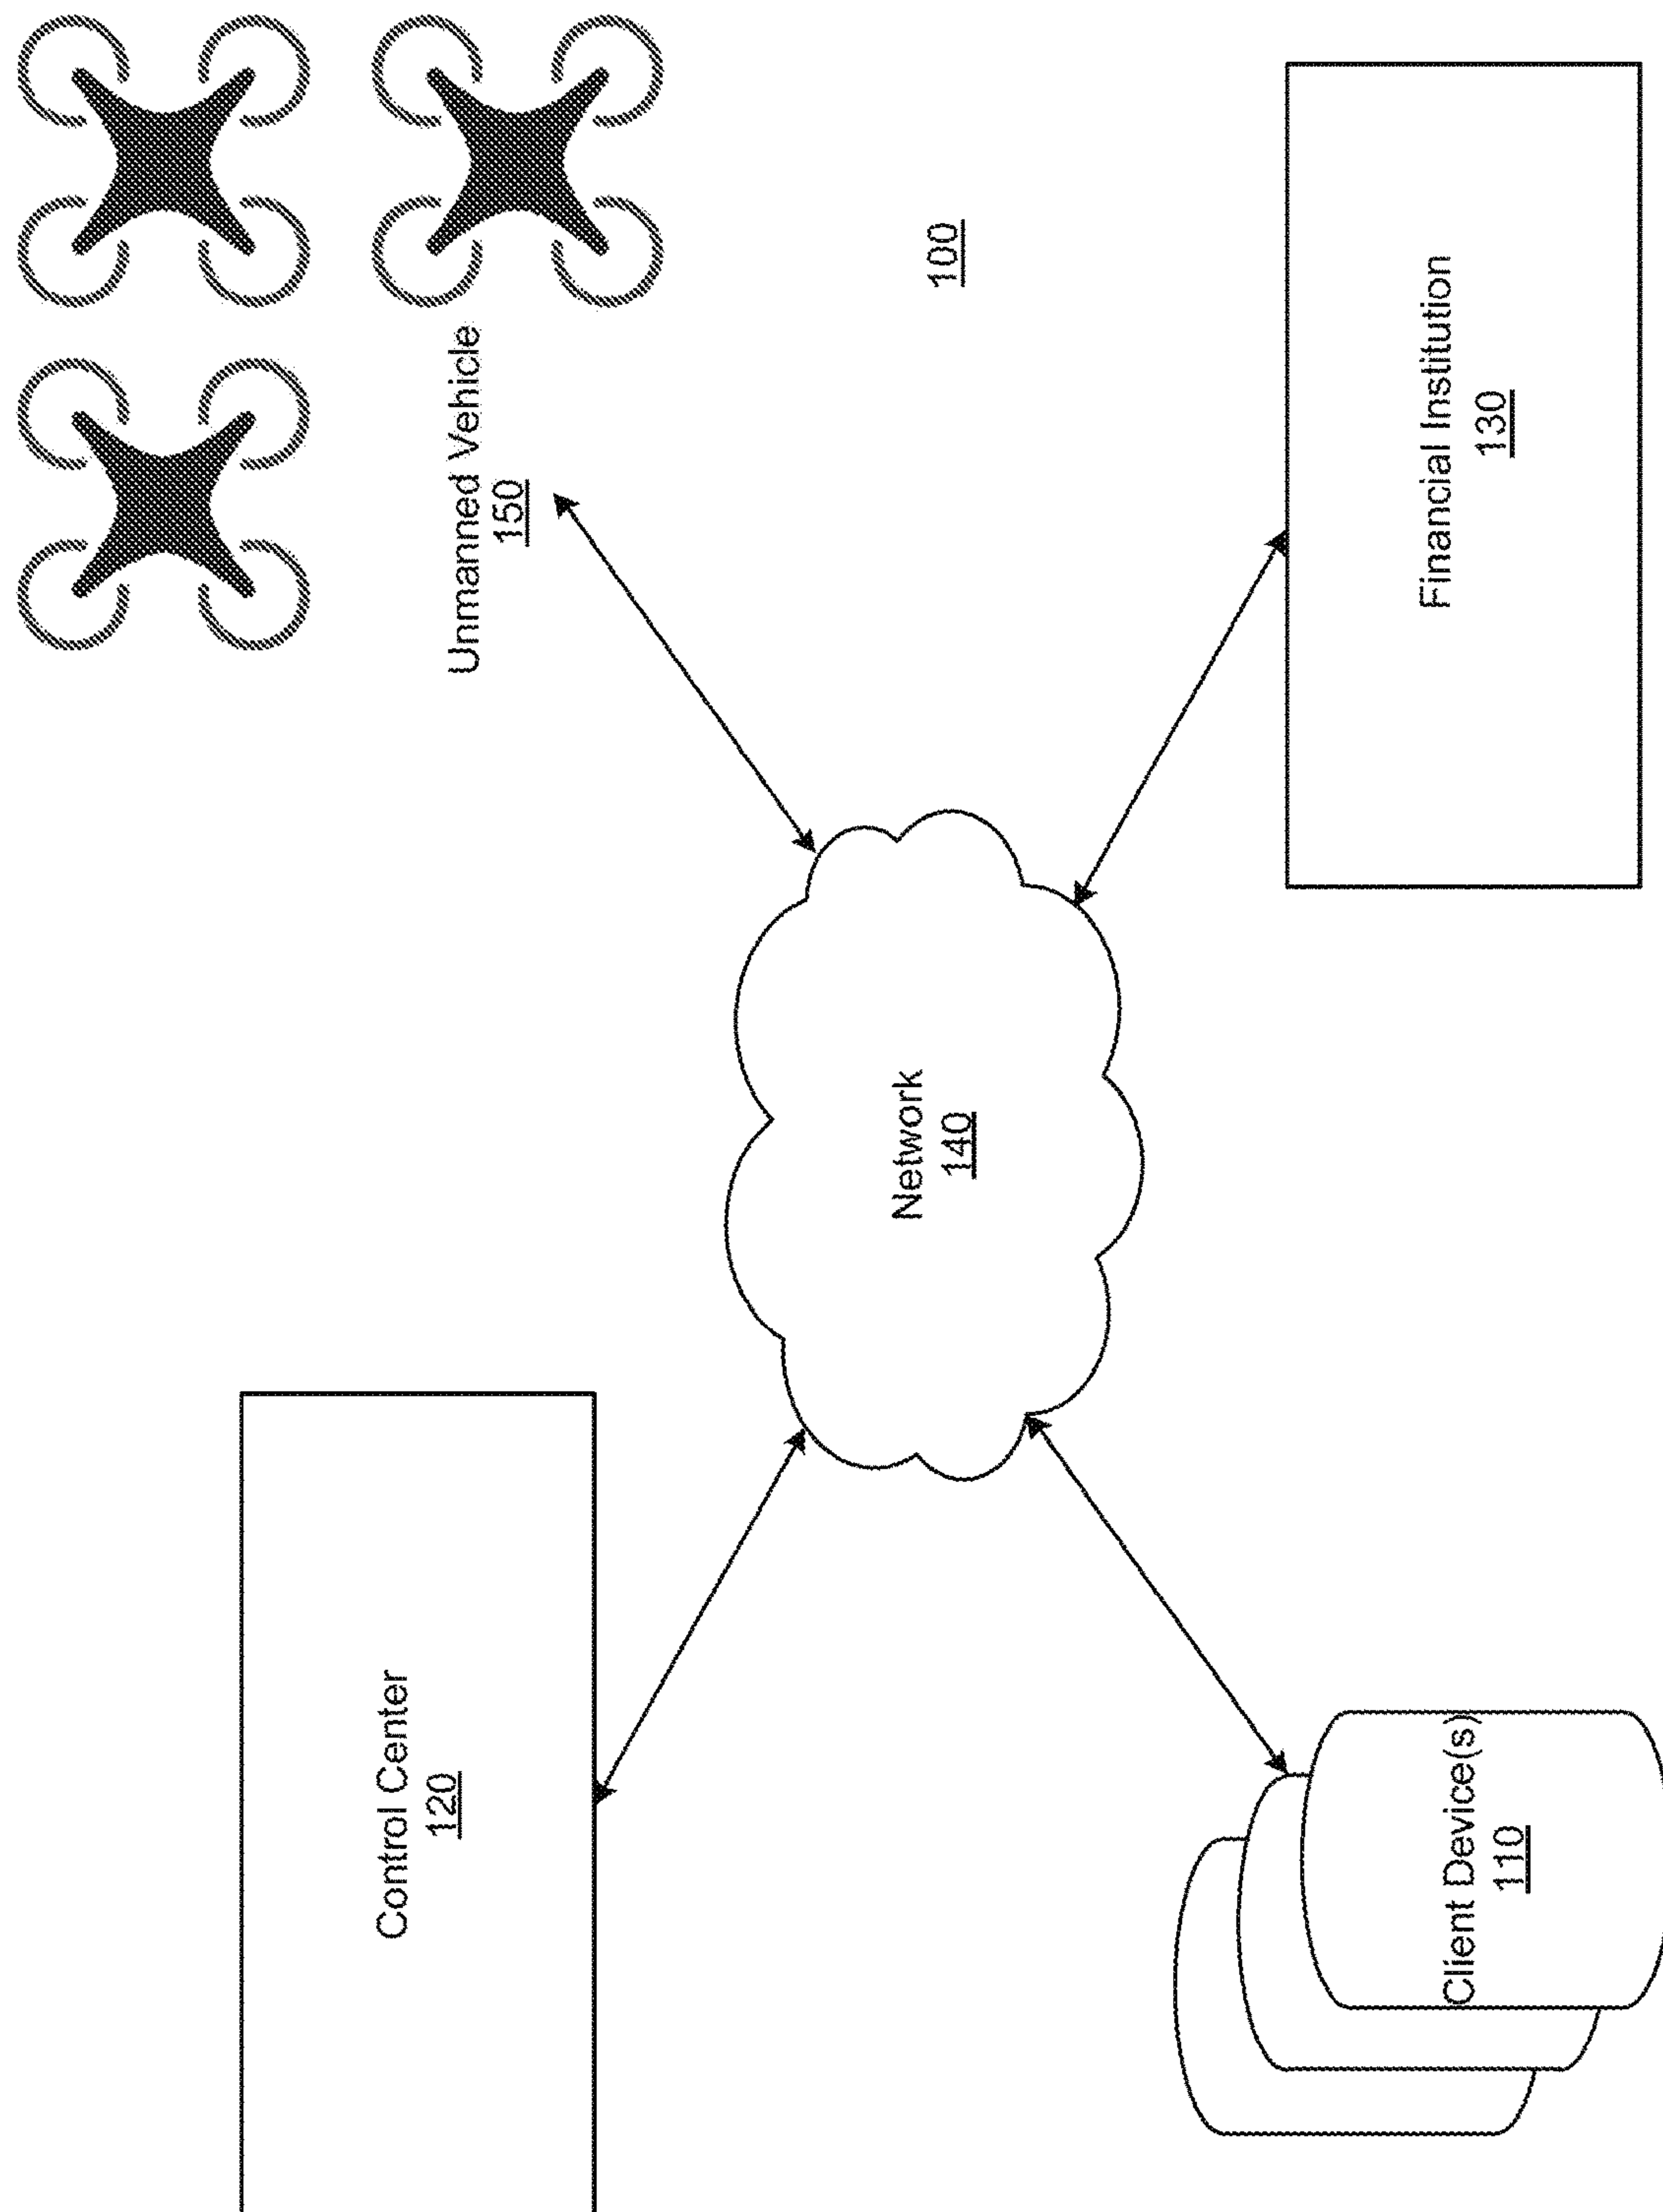 Control Center
120
Unmanned Vehicle
150
Network
140
100
Client Device(s)
110
Financial Institution
130